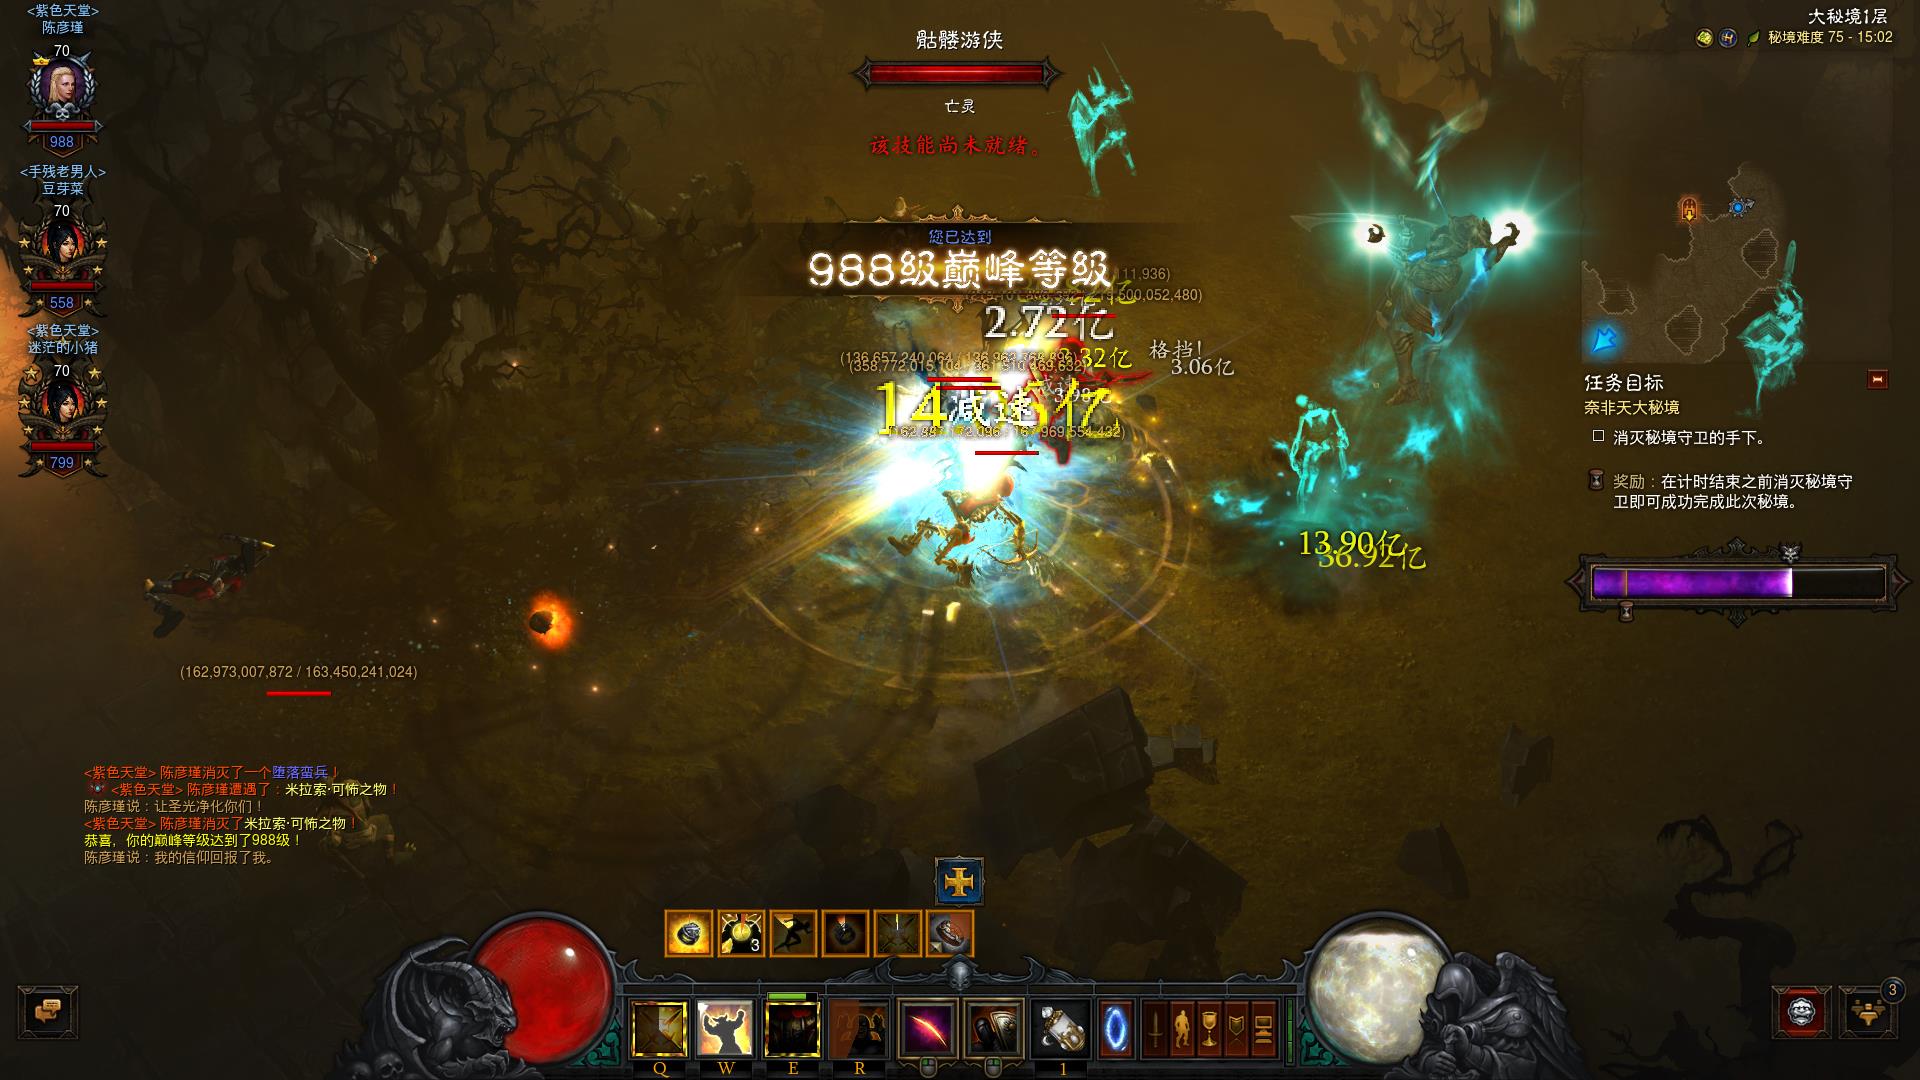 <紫色天堂>
陈彦瑾
70
988
<手残老男人>
豆芽菜
70
558
<紫色天堂>
迷茫的小猪
70
799
骷髅游侠
亡灵
该技能尚未就绪。
您已达到
988级巅峰等级
2.72亿
格挡!
3.06亿
减速
13.90亿
36.92亿
(162,973,007,872 / 163,450,241,024)
大秘境1层
秘境难度 75 - 15:02
任务目标
奈非天大秘境
消灭秘境守卫的手下。
奖励：在计时结束之前消灭秘境守
卫即可成功完成此次秘境。
<紫色天堂> 陈彦瑾消灭了一个堕落蛮兵！
<紫色天堂> 陈彦瑾遭遇了：米拉索·可怖之物！
陈彦瑾说：让圣光净化你们！
<紫色天堂> 陈彦瑾消灭了米拉索·可怖之物！
恭喜，你的巅峰等级达到了988级！
陈彦瑾说：我的信仰回报了我。
3
Q
W
E
R
1
3